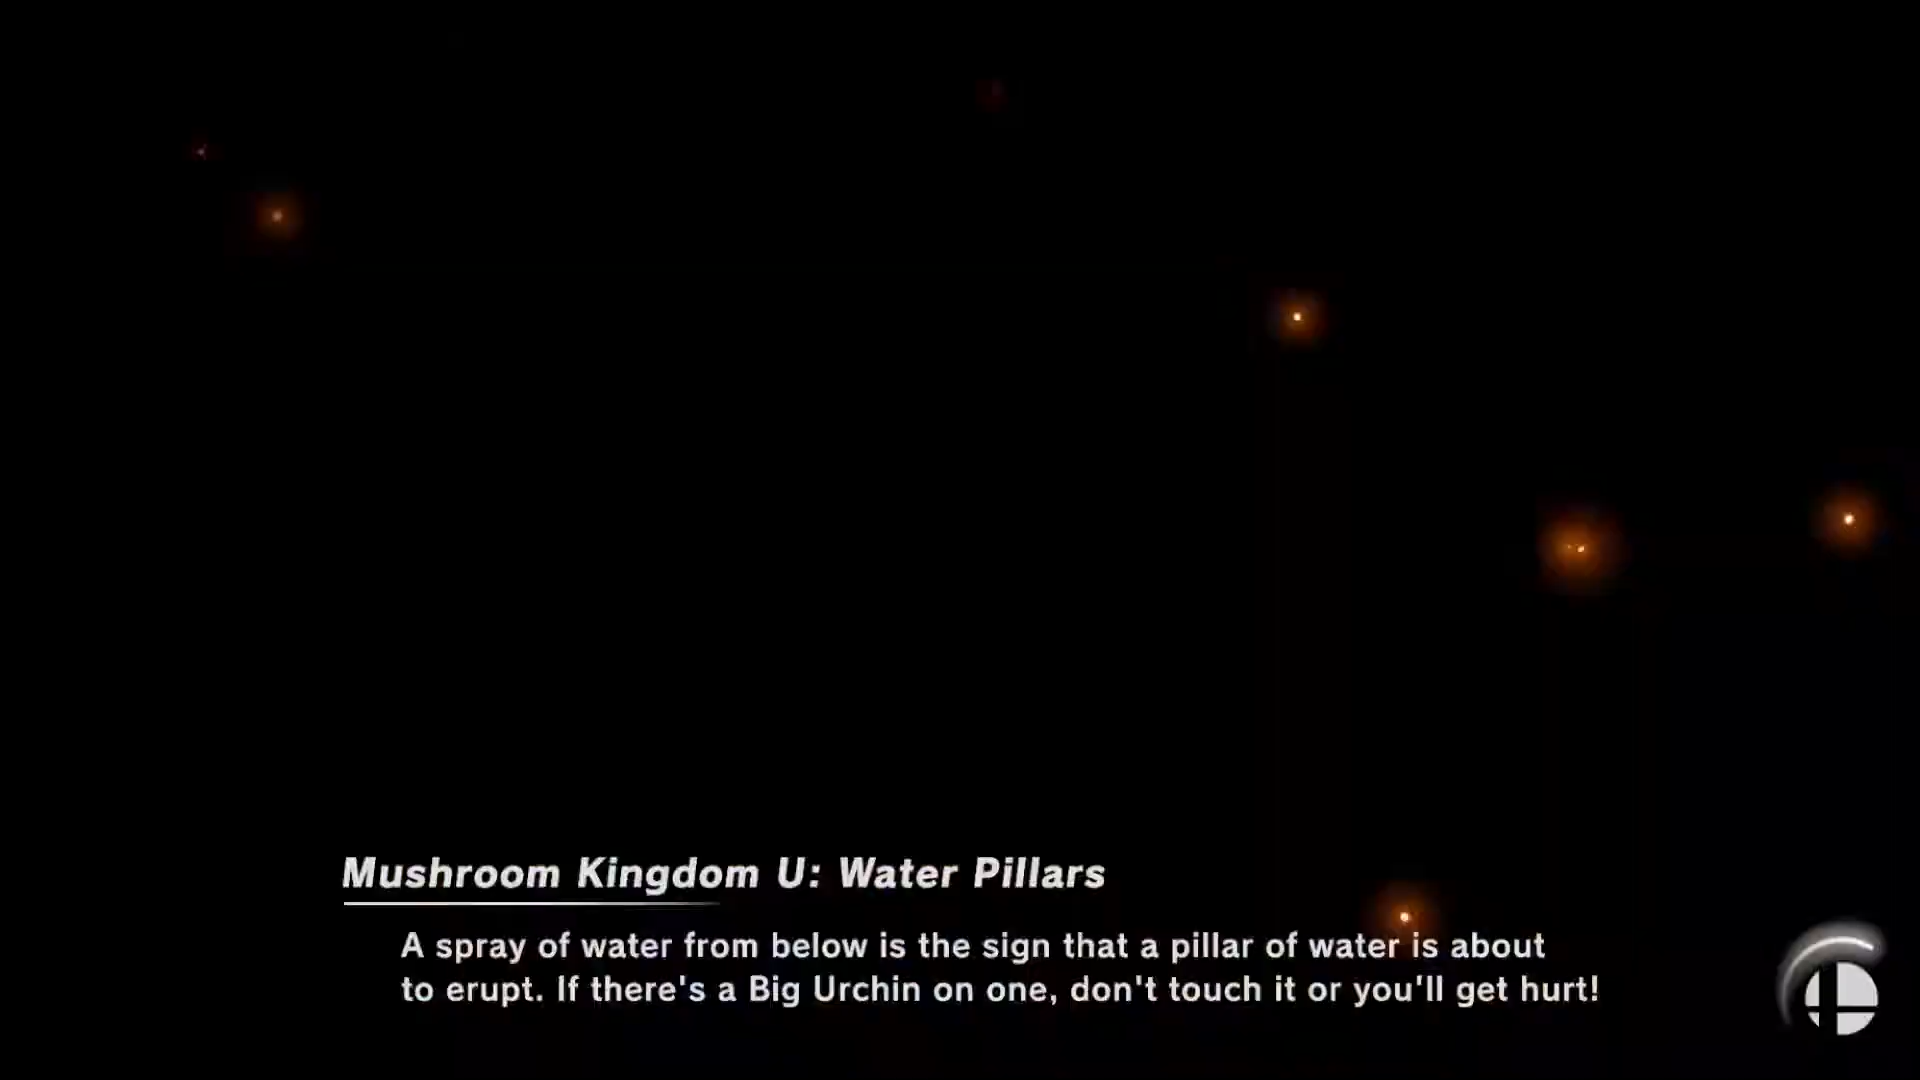 Mushroom Kingdom U: Water Pillars
A spray of water from below is the sign that a pillar of water is about
to erupt. If there's a Big Urchin on one, don't touch it or you'll get hurt!